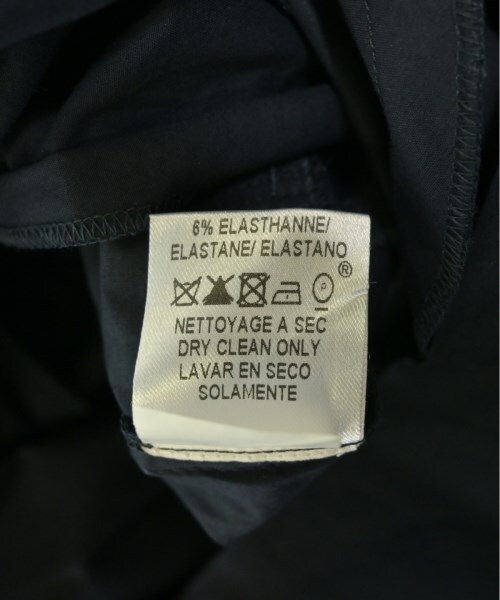 6% ELASTHANNE/
ELASTANE/ ELASTANO
®
NETTOYAGE A SEC
DRY CLEAN ONLY
LAVAR EN SECO
SOLAMENTE